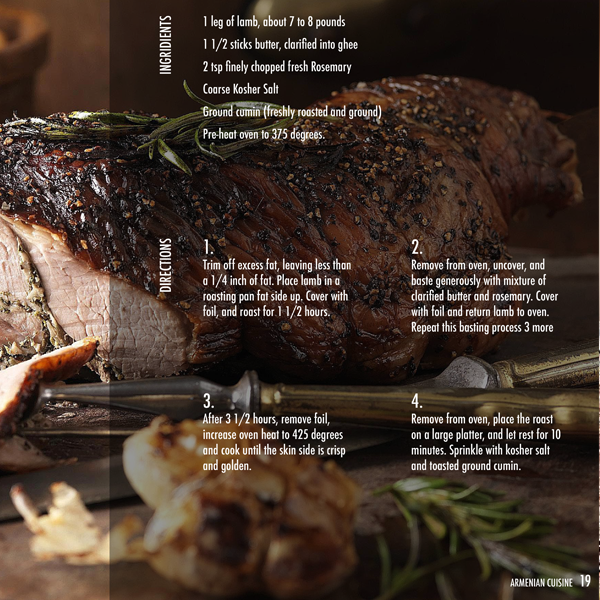 INGRIDIENTS
1 leg of lamb, about 7 to 8 pounds
1 1/2 sticks butter, clarified into ghee
2 tsp finely chopped fresh Rosemary
Coarse Kosher Salt
Ground cumin (freshly roasted and ground)
Pre-heat oven to 375 degrees.
DIRECTIONS
1.
Trim off excess fat, leaving less than
a 1/4 inch of fat. Place lamb in a
roasting pan fat side up. Cover with
foil, and roast for 1 1/2 hours.
2.
Remove from oven, uncover, and
baste generously with mixture of
clarified butter and rosemary. Cover
with foil and return lamb to oven.
Repeat this basting process 3 more
3.
After 3 1/2 hours, remove foil,
increase oven heat to 425 degrees
and cook until the skin side is crisp
and golden.
4.
Remove from oven, place the roast
on a large platter, and let rest for 10
minutes. Sprinkle with kosher salt
and toasted ground cumin.
ARMENIAN CUISINE 19